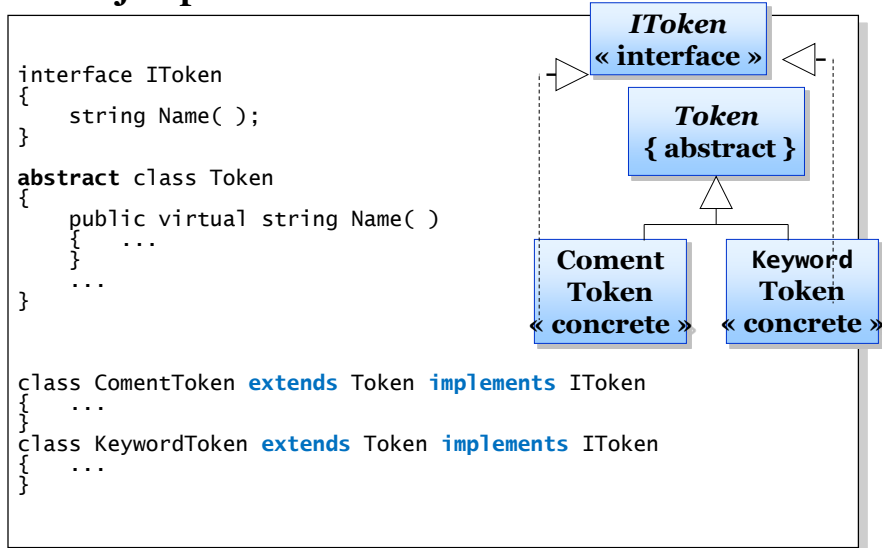 interface IToken
{
    string Name( );
}
abstract class Token
{
    public virtual string Name( )
    {    ...
    }
    ...
}
class ComentToken extends Token implements IToken
{    ...
}
class KeywordToken extends Token implements IToken
{    ...
}
IToken
« interface »
Token
{ abstract }
Coment
Token
« concrete »
Keyword
Token
« concrete »